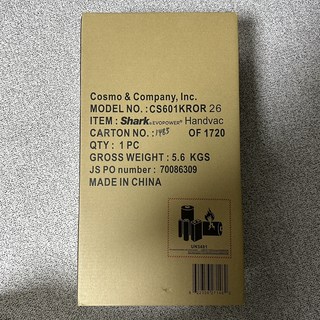 Cosmo & Company, Inc.
MODEL NO. : CS601KROR 26
ITEM : Shark EVOPOWER Handvac
CARTON NO. : 1483 OF 1720
QTY : 1 PC
GROSS WEIGHT : 5.6 KGS
JS PO number : 70086309
MADE IN CHINA
UN3481